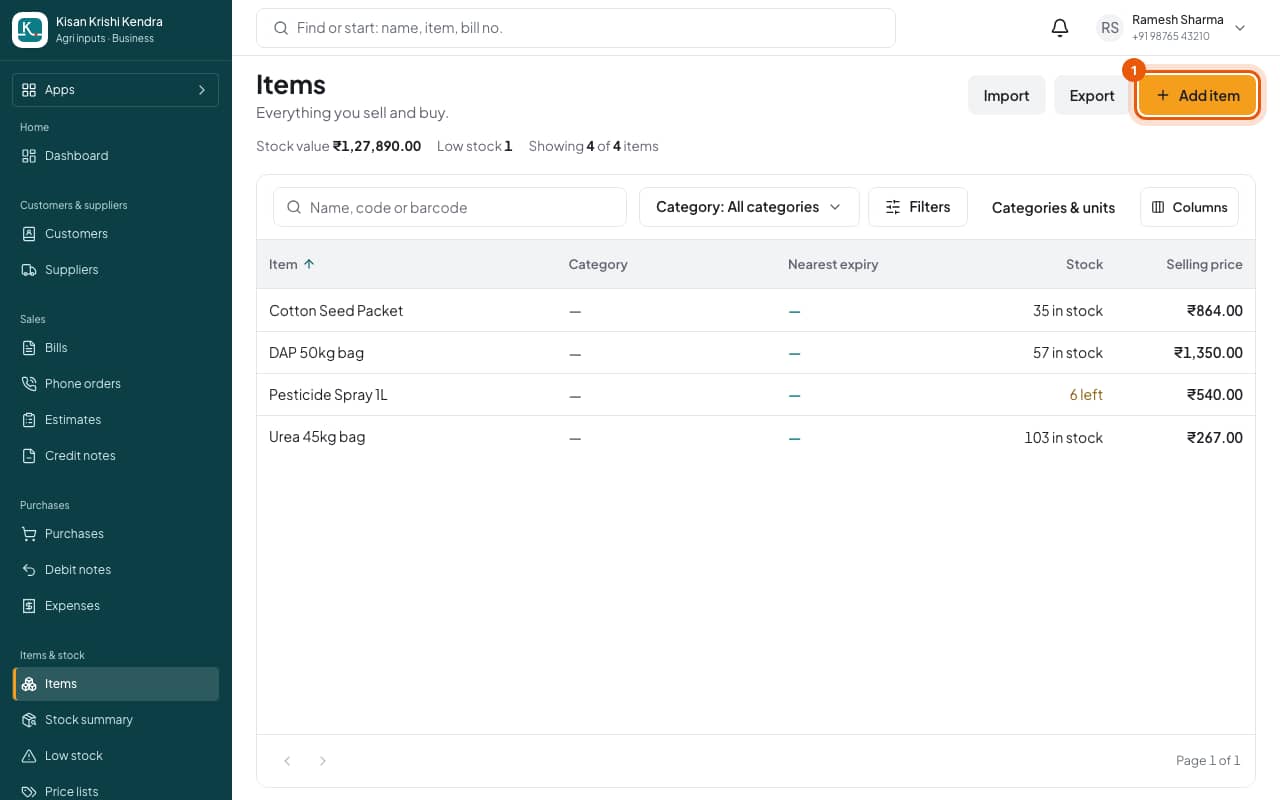 Kisan Krishi Kendra
Agri inputs · Business
Apps
Home
Dashboard
Customers & suppliers
Customers
Suppliers
Sales
Bills
Phone orders
Estimates
Credit notes
Purchases
Purchases
Debit notes
Expenses
Items & stock
Items
Stock summary
Low stock
Price lists
Find or start: name, item, bill no.
RS
Ramesh Sharma
+91 98765 43210
Items
Everything you sell and buy.
Import
Export
1
Add item
Stock value ₹1,27,890.00 Low stock 1 Showing 4 of 4 items
Name, code or barcode
Category: All categories
Filters
Categories & units
Columns
Item Category Nearest expiry Stock Selling price
Cotton Seed Packet — — 35 in stock ₹864.00
DAP 50kg bag — — 57 in stock ₹1,350.00
Pesticide Spray 1L — — 6 left ₹540.00
Urea 45kg bag — — 103 in stock ₹267.00
Page 1 of 1